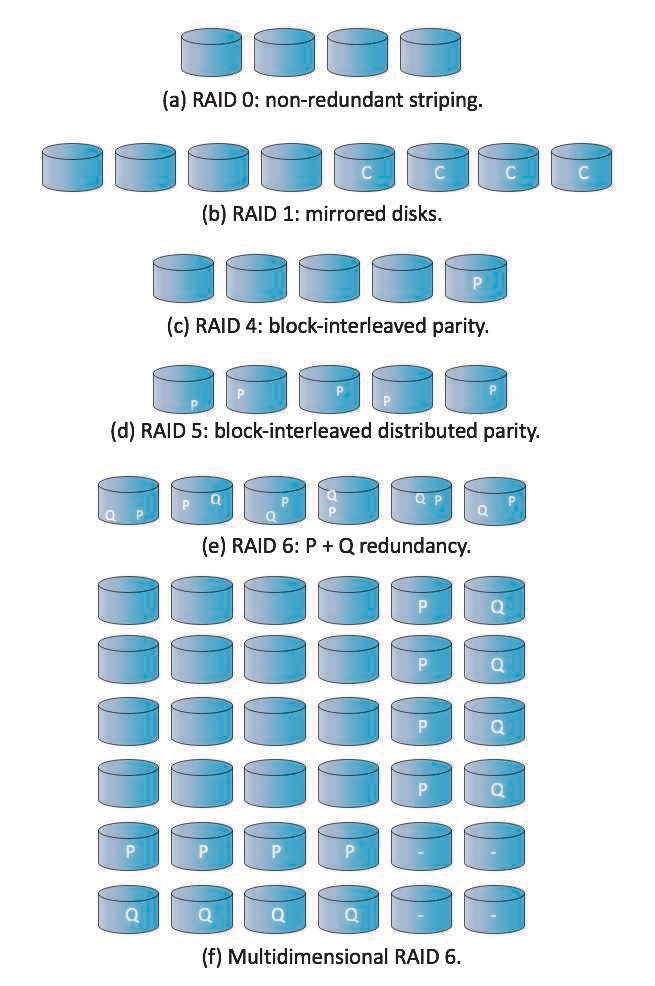 (a) RAID 0: non-redundant striping.
C C C C
(b) RAID 1: mirrored disks.
P
(c) RAID 4: block-interleaved parity.
P P P P P
(d) RAID 5: block-interleaved distributed parity.
Q P P Q Q P Q P Q P Q P
(e) RAID 6: P + Q redundancy.
P Q
P Q
P Q
P Q
P P P P - -
Q Q Q Q - -
(f) Multidimensional RAID 6.